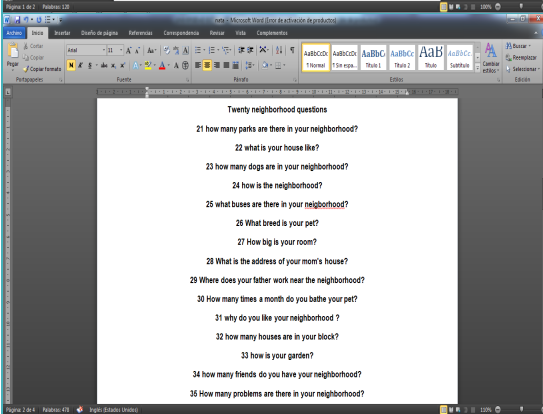 Página: 1 de 2 Palabras: 120 100%
nata - Microsoft Word (Error de activación de productos)
Archivo Inicio Insertar Diseño de página Referencias Correspondencia Revisar Vista Complementos
Pegar Cortar Copiar Copiar formato
Arial 11
AaBbCcDc AaBbCcDc AaBbC AaBbCc AaB AaBbCc.
¶ Normal ¶ Sin espa... Título 1 Título 2 Título Subtítulo
Cambiar estilos
Buscar Reemplazar Seleccionar
Portapapeles Fuente Párrafo Estilos Edición
Twenty neighborhood questions
21 how many parks are there in your neighborhood?
22 what is your house like?
23 how many dogs are in your neighborhood?
24 how is the neighborhood?
25 what buses are there in your neigborhood?
26 What breed is your pet?
27 How big is your room?
28 What is the address of your mom's house?
29 Where does your father work near the neighborhood?
30 How many times a month do you bathe your pet?
31 why do you like your neighborhood ?
32 how many houses are in your block?
33 how is your garden?
34 how many friends do you have your neighborhood?
35 How many problems are there in your neighborhood?
Página: 2 de 4 Palabras: 478 Inglés (Estados Unidos) 110%